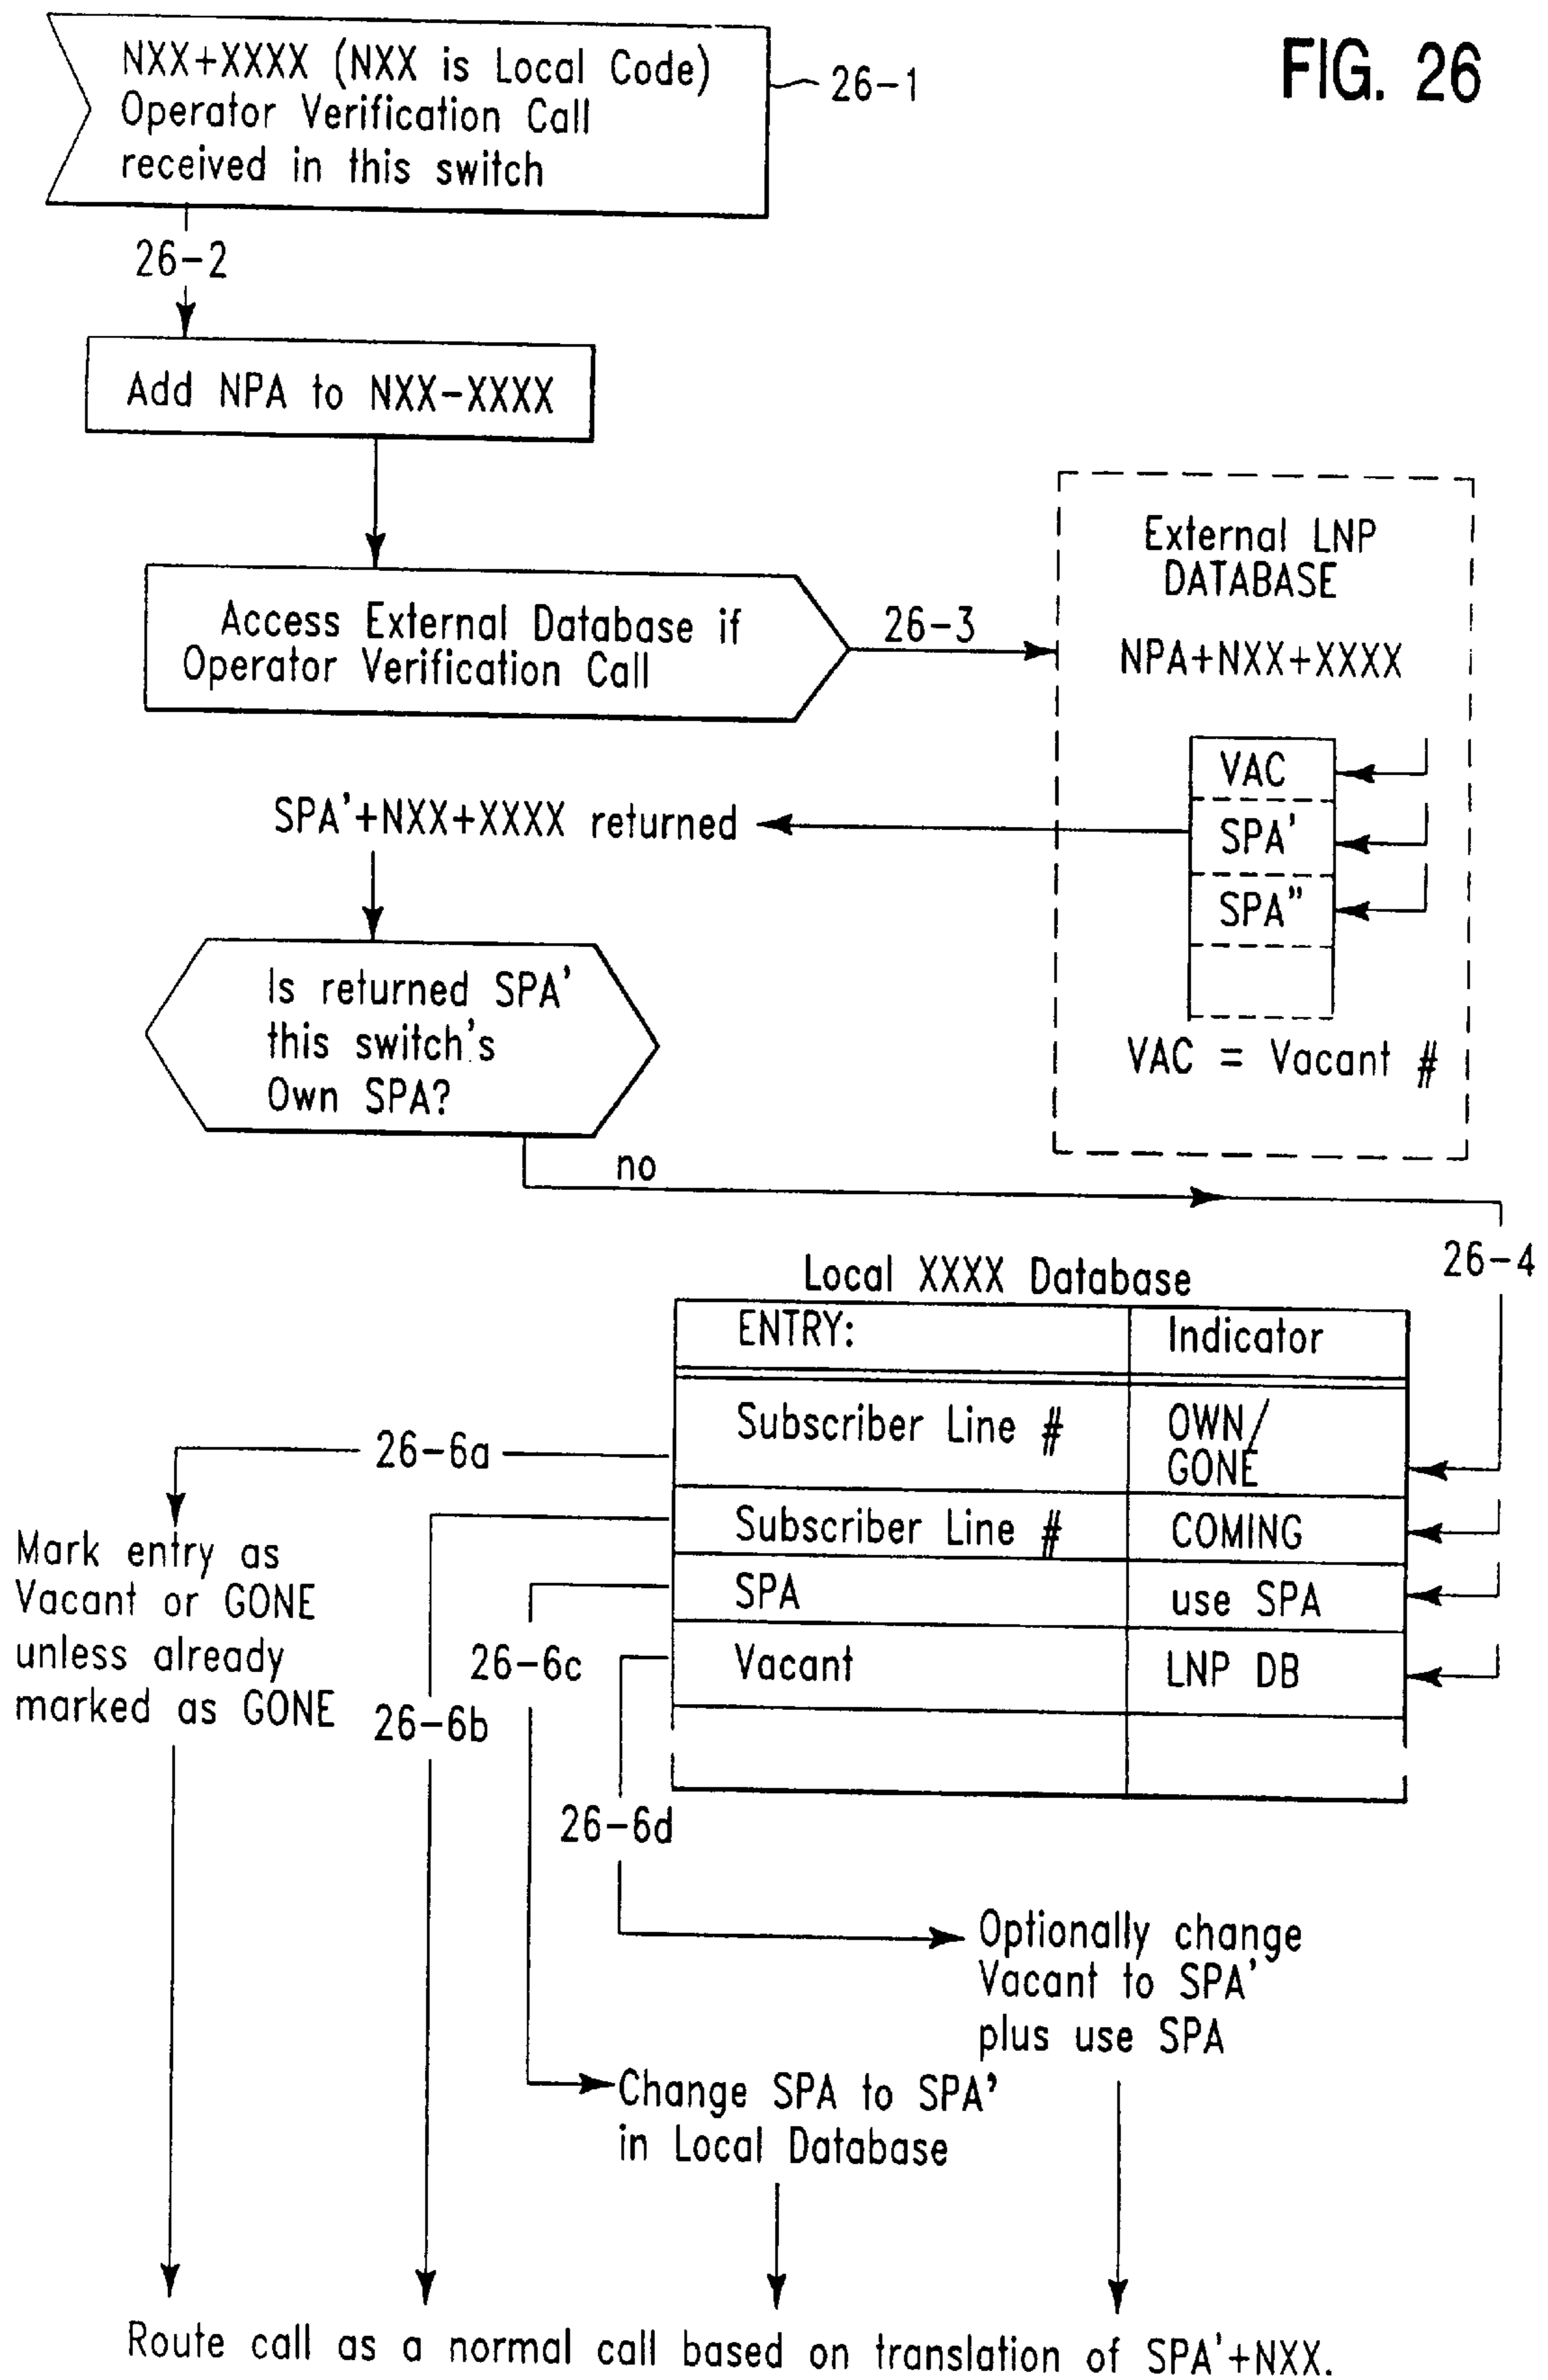 FIG. 26
NXX+XXXX (NXX is Local Code)
Operator Verification Call
received in this switch
26-1
26-2
Add NPA to NXX-XXXX
Access External Database if
Operator Verification Call
26-3
External LNP
DATABASE
NPA+NXX+XXXX
VAC
SPA'
SPA"
VAC = Vacant #
SPA'+NXX+XXXX returned
Is returned SPA'
this switch's
Own SPA?
no
26-4
Local XXXX Database
ENTRY: Indicator
Subscriber Line # OWN/
GONE
Subscriber Line # COMING
SPA use SPA
Vacant LNP DB
26-6a
Mark entry as
Vacant or GONE
unless already
marked as GONE
26-6b
26-6c
26-6d
Optionally change
Vacant to SPA'
plus use SPA
Change SPA to SPA'
in Local Database
Route call as a normal call based on translation of SPA'+NXX.